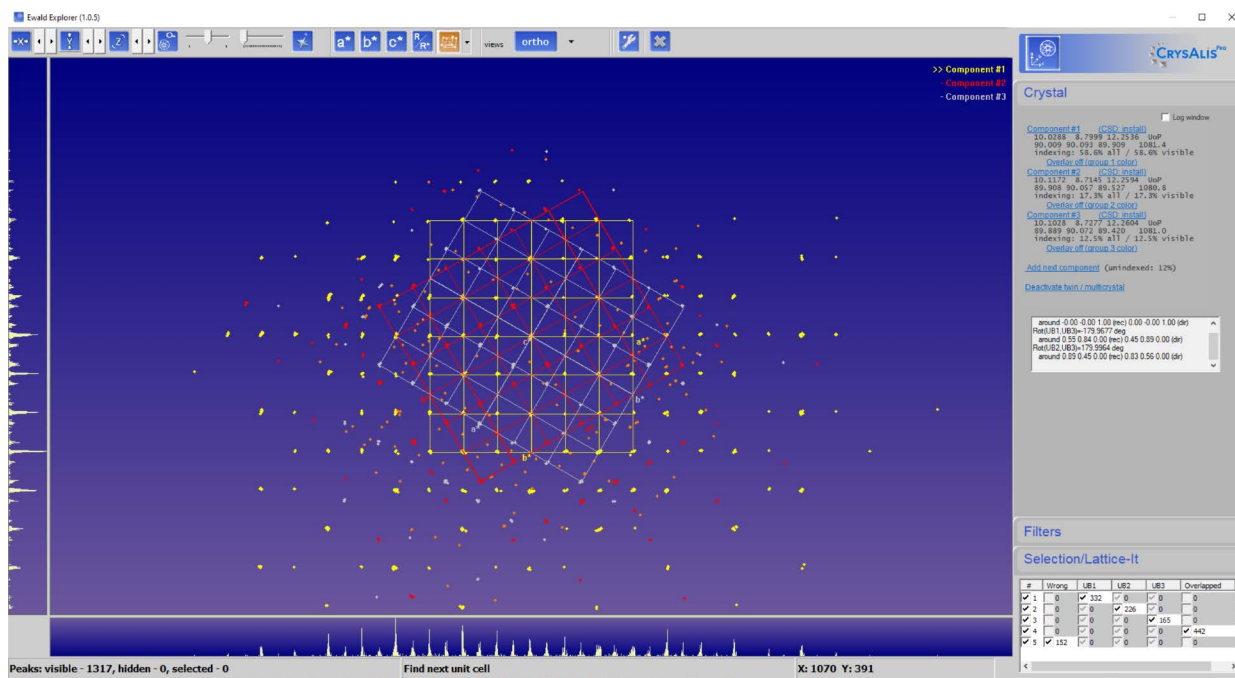 Ewald Explorer (1.0.5)
a* b* c* R/R* views ortho
>> Component #1
- Component #2
- Component #3
c*
a*
b*
a*
b*
CRYSALIS Pro
Crystal
Log window
Component #1 (CSD: install)
10.0288 8.7999 12.2536 UoP
90.009 90.093 89.909 1081.4
indexing: 58.6% all / 58.6% visible
Overlay off (group 1 color)
Component #2 (CSD: install)
10.1172 8.7145 12.2594 UoP
89.908 90.057 89.527 1080.8
indexing: 17.3% all / 17.3% visible
Overlay off (group 2 color)
Component #3 (CSD: install)
10.1028 8.7277 12.2604 UoP
89.889 90.072 89.420 1081.0
indexing: 12.5% all / 12.5% visible
Overlay off (group 3 color)
Add next component (unindexed: 12%)
Deactivate twin / multicrystal
around -0.00 -0.00 1.00 (rec) 0.00 -0.00 1.00 (dir)
Rot(UB1,UB3)=-179.9677 deg
around 0.55 0.84 0.00 (rec) 0.45 0.89 0.00 (dir)
Rot(UB2,UB3)=179.9964 deg
around 0.89 0.45 0.00 (rec) 0.83 0.56 0.00 (dir)
Filters
Selection/Lattice-It
# Wrong UB1 UB2 UB3 Overlapped
1 0 332 0 0 0
2 0 0 226 0 0
3 0 0 0 165 0
4 0 0 0 0 442
5 152 0 0 0 0
Peaks: visible - 1317, hidden - 0, selected - 0 Find next unit cell X: 1070 Y: 391